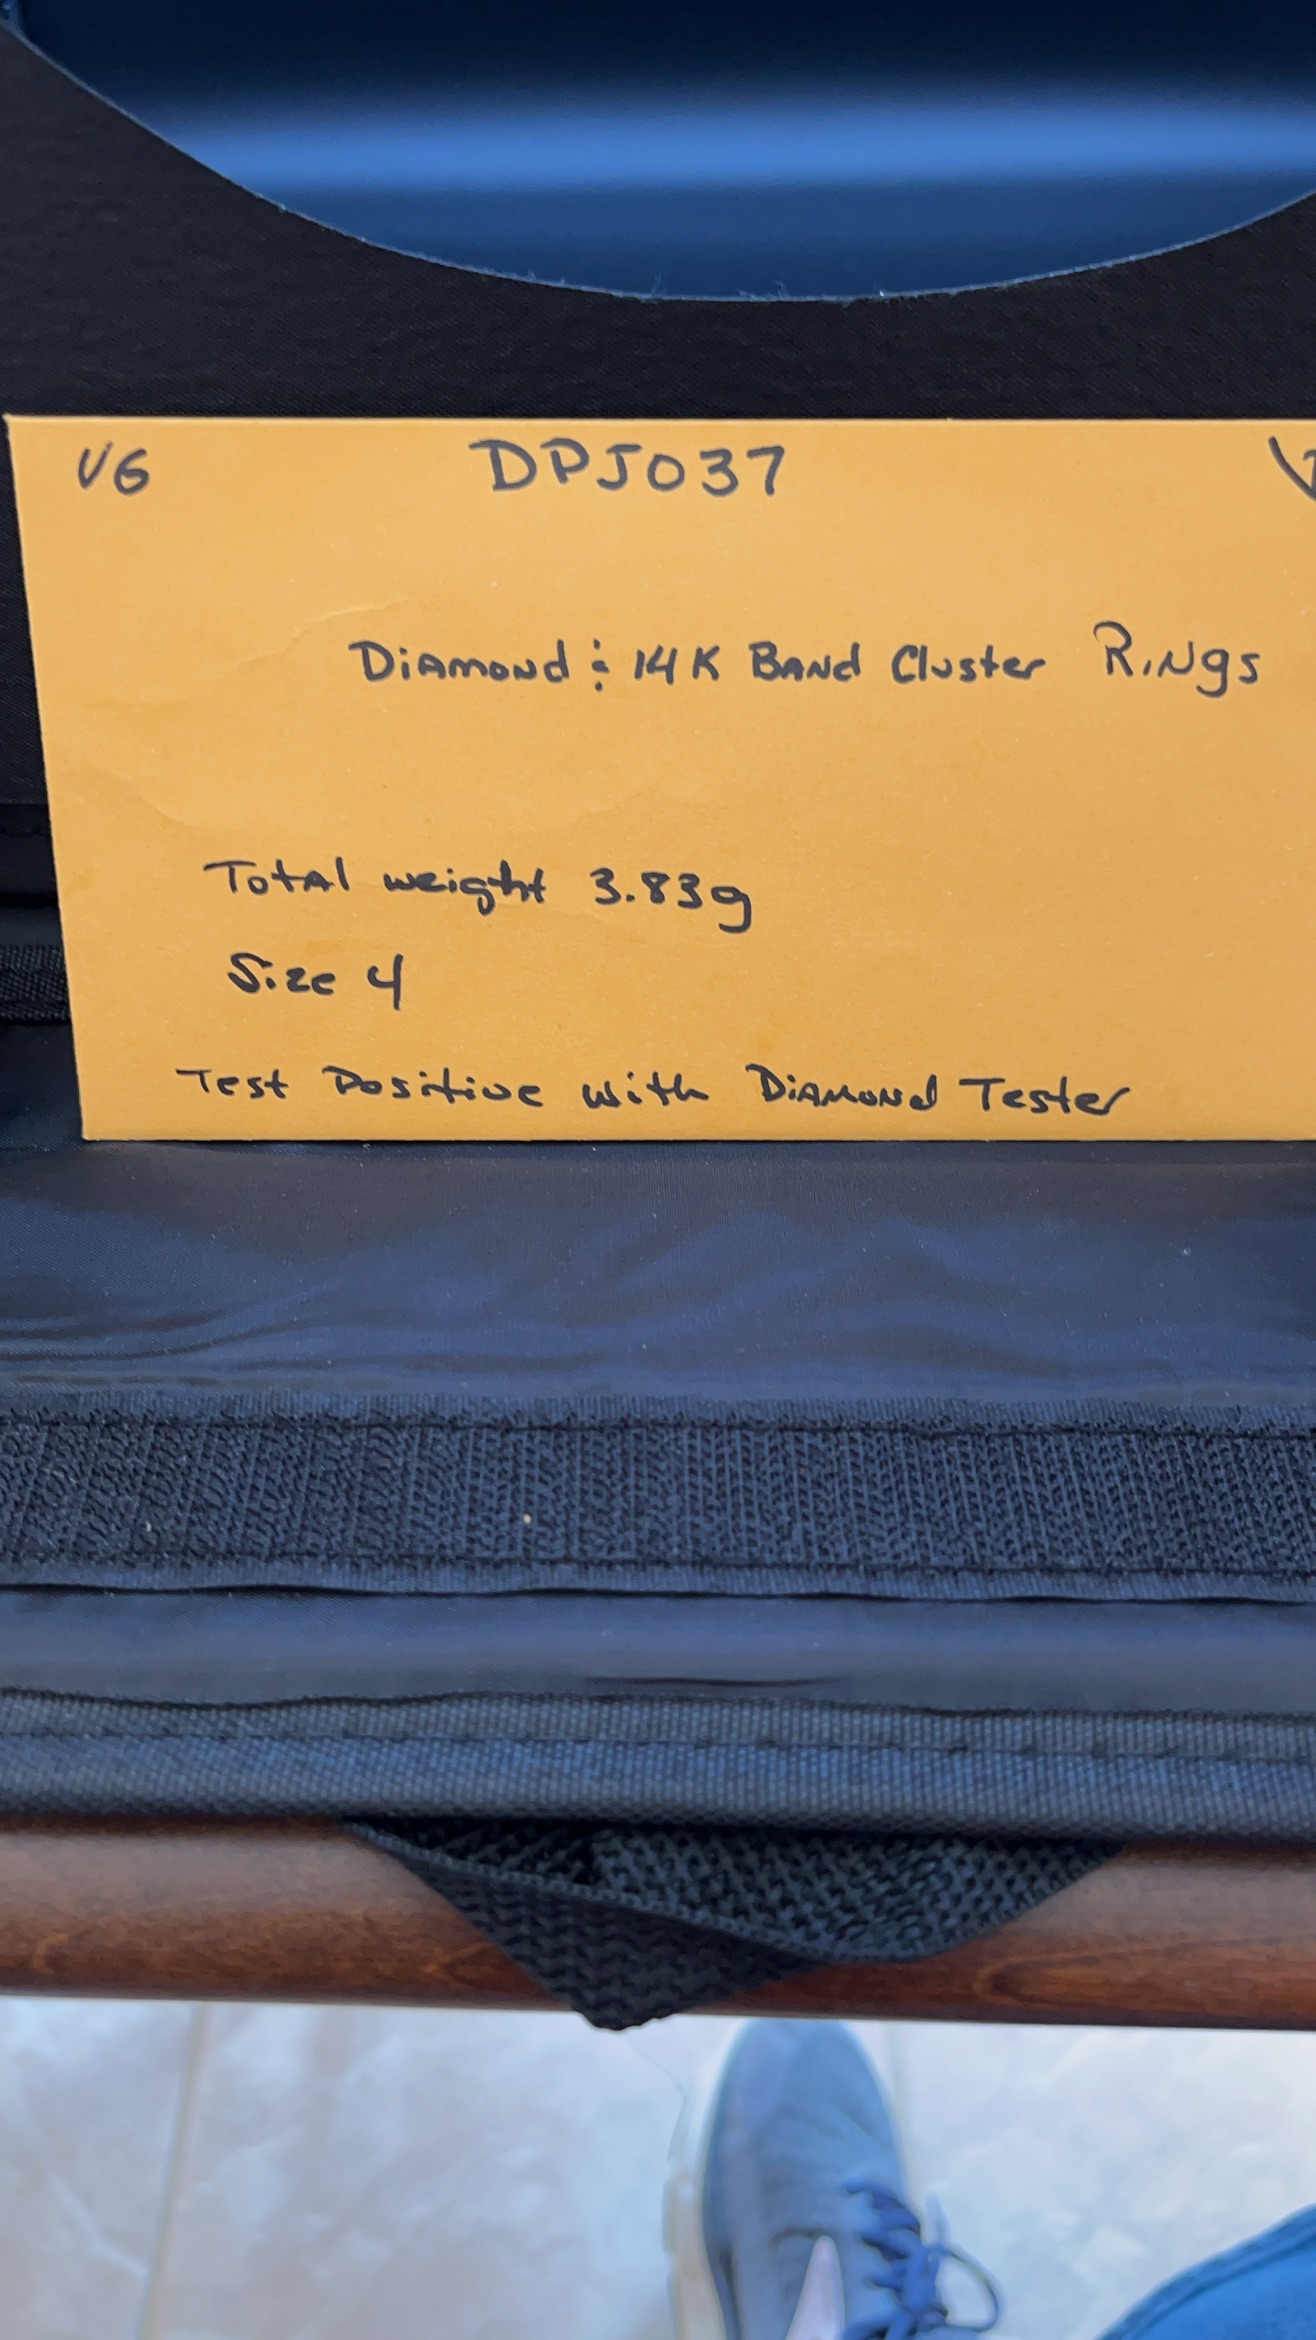 VG DPJ037
Diamond & 14K Band Cluster Rings
Total weight 3.83g
Size 4
Test Positive with Diamond Tester